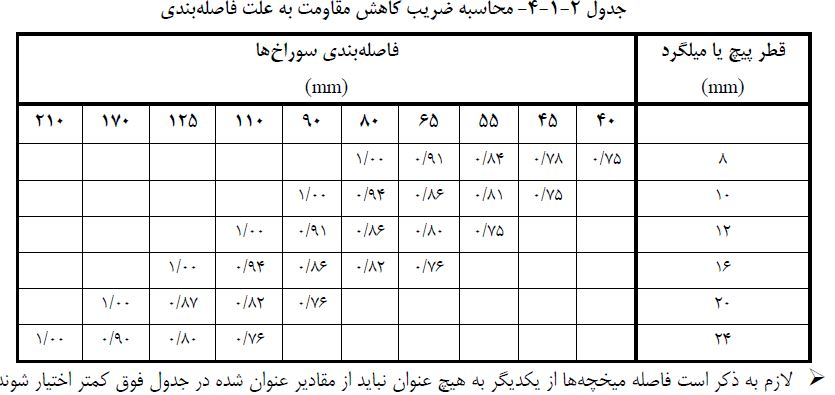 جدول ۲-۱-۴- محاسبه ضریب کاهش مقاومت به علت فاصله‌بندی
قطر پیچ یا میلگرد (mm) فاصله‌بندی سوراخ‌ها (mm)
۴۰ ۴۵ ۵۵ ۶۵ ۸۰ ۹۰ ۱۱۰ ۱۲۵ ۱۷۰ ۲۱۰
۸ ۰/۷۵ ۰/۷۸ ۰/۸۴ ۰/۹۱ ۱/۰۰
۱۰ ۰/۷۵ ۰/۸۱ ۰/۸۶ ۰/۹۴ ۱/۰۰
۱۲ ۰/۷۵ ۰/۸۰ ۰/۸۶ ۰/۹۱ ۱/۰۰
۱۶ ۰/۷۶ ۰/۸۲ ۰/۸۶ ۰/۹۴ ۱/۰۰
۲۰ ۰/۷۶ ۰/۸۲ ۰/۸۷ ۱/۰۰
۲۴ ۰/۷۶ ۰/۸۰ ۰/۹۰ ۱/۰۰
لازم به ذکر است فاصله میخچه‌ها از یکدیگر به هیچ عنوان نباید از مقادیر عنوان شده در جدول فوق کمتر اختیار شوند